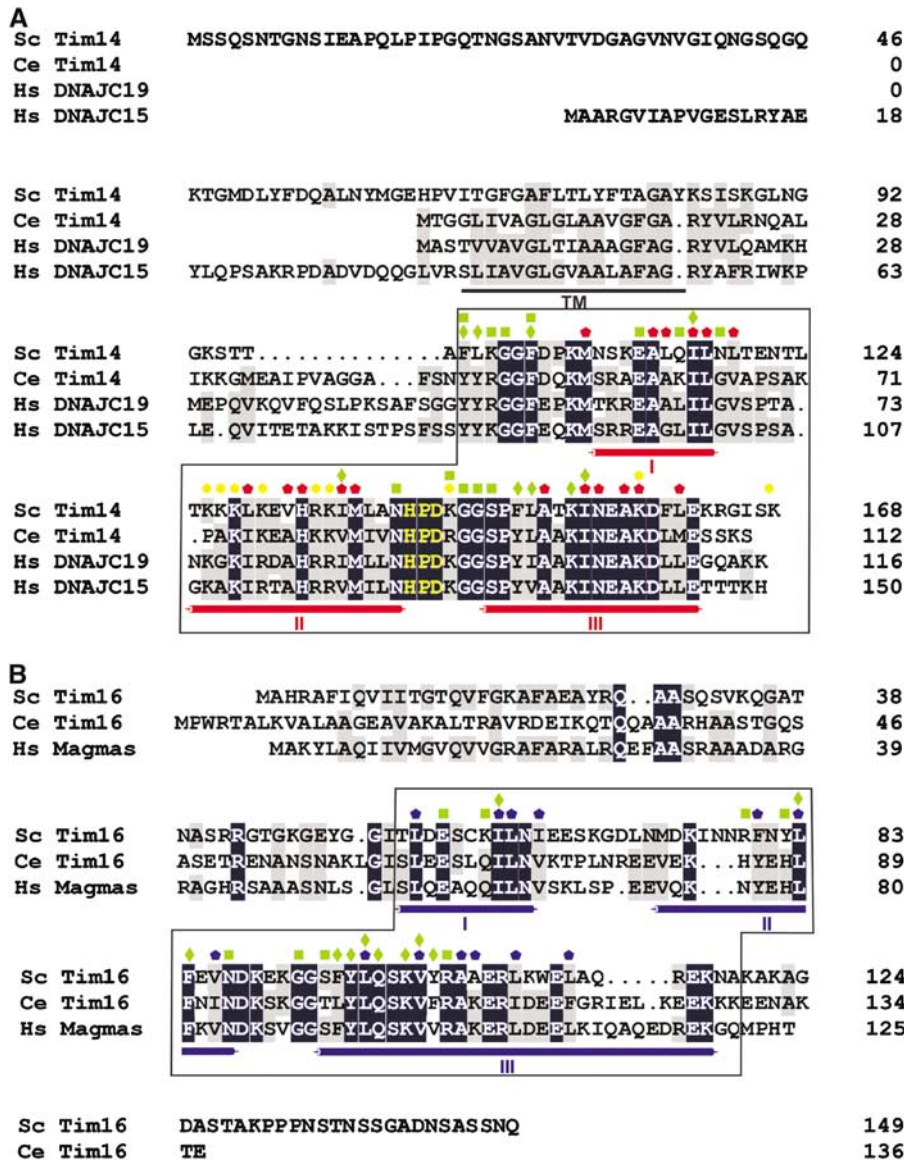 A
Sc Tim14 MSSQSNTGNSIEAPQLPIPGQTNGSANVTVDGAGVNVGIQNGSQGQ 46
Ce Tim14 0
Hs DNAJC19 0
Hs DNAJC15 MAARGVIAPVGESLRYAE 18
Sc Tim14 KTGMDLYFDQALNYMGEHPVITGFGAFLTLYFTAGAYKSISKGLNG 92
Ce Tim14 MTGGLIVAGLGLAAVGFGA.RYVLRNQAL 28
Hs DNAJC19 MASTVVAVGLTIAAAGFAG.RYVLQAMKH 28
Hs DNAJC15 YLQPSAKRPDADVDQQGLVRSLIAVGLGVAALAFAG.RYAFRIWKP 63
TM
Sc Tim14 GKSTT..............AFLKGGFDPKMNSKEALQILNLTENTL 124
Ce Tim14 IKKGMEAIPVAGGA...FSNYYRGGFDQKMSRAEAAKILGVAPSAK 71
Hs DNAJC19 MEPQVKQVFQSLPKSAFSGGYYRGGFEPKMTKREAALILGVSPTA. 73
Hs DNAJC15 LE.QVITETAKKISTPSFSSYYKGGFEQKMSRREAGLILGVSPSA. 107
I
Sc Tim14 TKKKLKEVHRKIMLANHPDKGGSPFLATKINEAKDFLEKRGISK 168
Ce Tim14 .PAKIKEAHKKVMIVNHPDRGGSPYLAAKINEAKDLMESSKS 112
Hs DNAJC19 NKGKIRDAHRRIMLLNHPDKGGSPYIAAKINEAKDLLEGQAKK 116
Hs DNAJC15 GKAKIRTAHRRVMILNHPDKGGSPYVAAKINEAKDLLETTTKH 150
II III
B
Sc Tim16 MAHRAFIQVIITGTQVFGKAFAEAYRQ..AASQSVKQGAT 38
Ce Tim16 MPWRTALKVALAAGEAVAKALTRAVRDEIKQTQQAAARHAASTGQS 46
Hs Magmas MAKYLAQIIVMGVQVVGRAFARALRQEFAASRAAADARG 39
Sc Tim16 NASRRGTGKGEYG.GITLDESCKILNIEESKGDLNMDKINNRFNYL 83
Ce Tim16 ASETRENANSNAKLGISLEESLQILNVKTPLNREEVEK...HYEHL 89
Hs Magmas RAGHRSAAASNLS.GLSLQEAQQILNVSKLSP.EEVQK...NYEHL 80
I II
Sc Tim16 FEVNDKEKGGSFYLQSKVYRAAERLKWELAQ.....REKNAKAKAG 124
Ce Tim16 FNINDKSKGGTLYLQSKVFRAKERIDEEFGRIEL.KEEKKKEENAK 134
Hs Magmas FKVNDKSVGGSFYLQSKVVRAKERLDEELKIQAQEDREKGQMPHT 125
III
Sc Tim16 DASTAKPPPNSTNSSGADNSASSNQ 149
Ce Tim16 TE 136